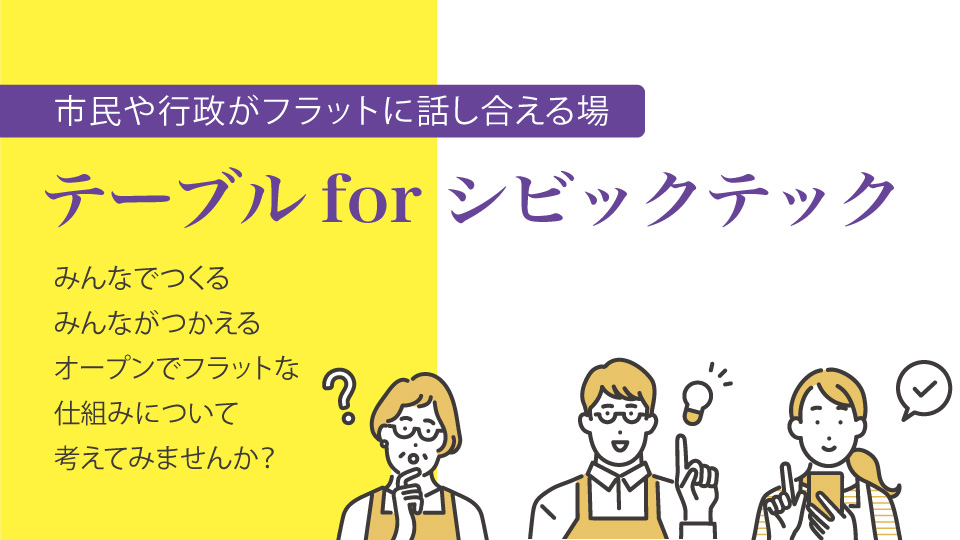 市民や行政がフラットに話し合える場
テーブル for シビックテック
みんなでつくる
みんながつかえる
オープンでフラットな
仕組みについて
考えてみませんか？